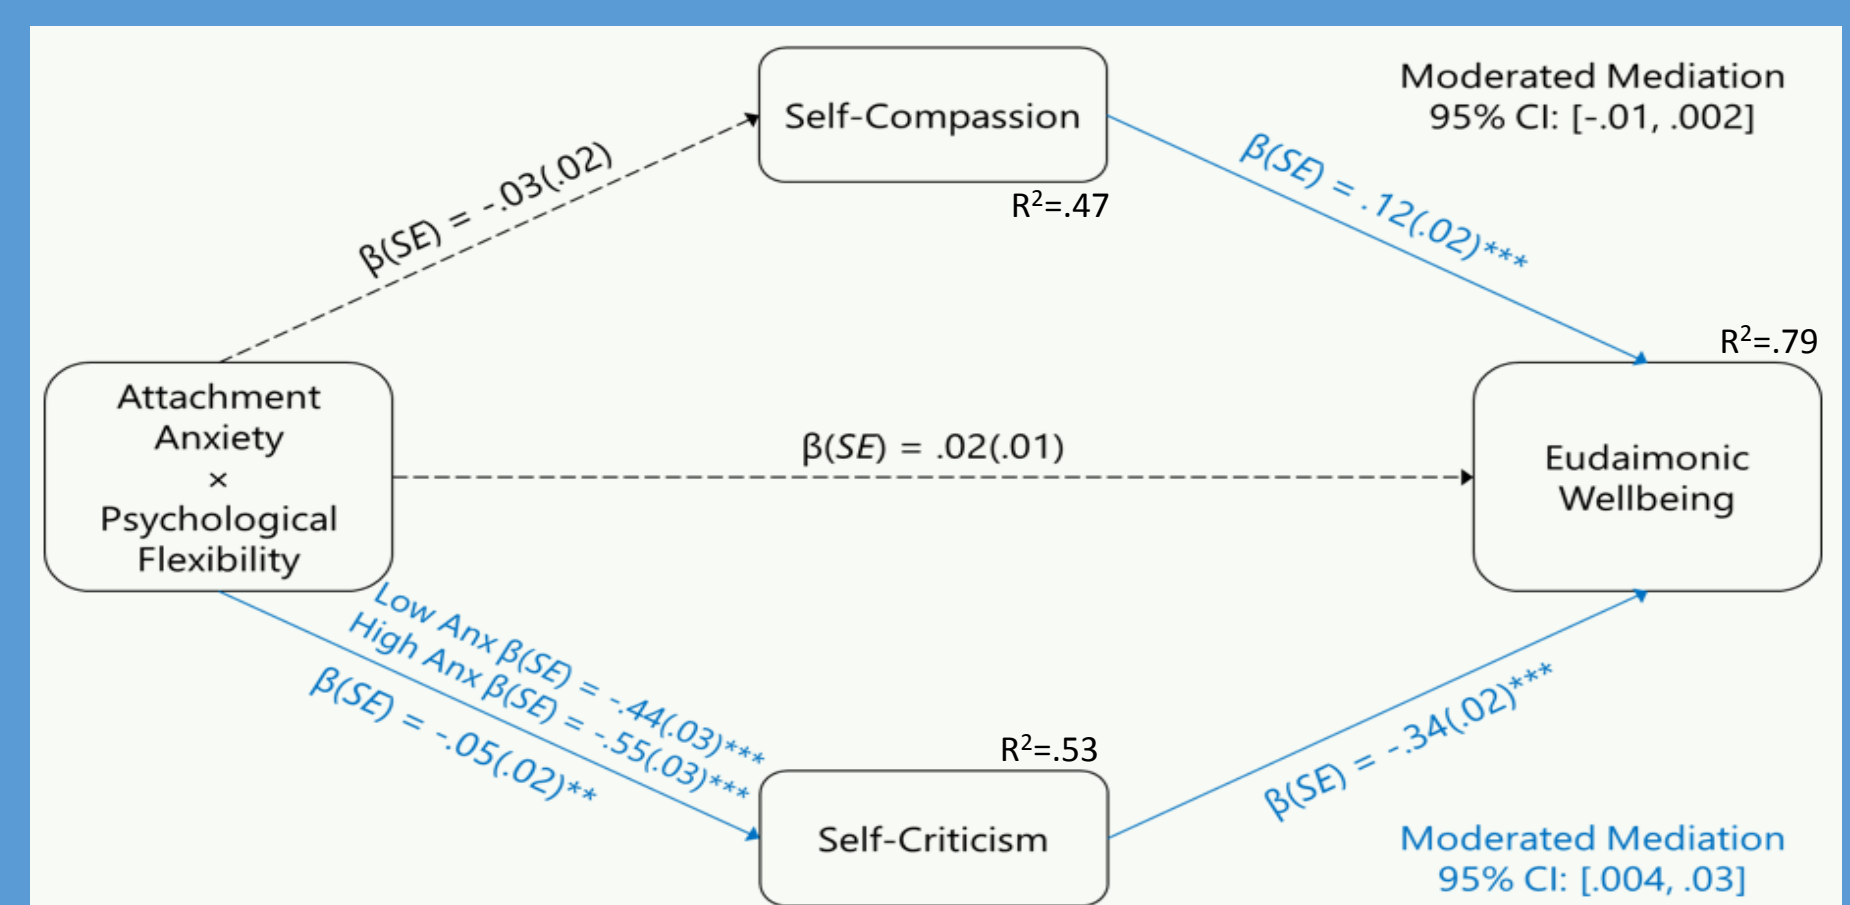 Self-Compassion
R²=.47
Moderated Mediation
95% CI: [-.01, .002]
β(SE) = -.03(.02)
β(SE) = .12(.02)***
R²=.79
Attachment
Anxiety
×
Psychological
Flexibility
β(SE) = .02(.01)
Eudaimonic
Wellbeing
Low Anx β(SE) = -.44(.03)***
High Anx β(SE) = -.55(.03)***
β(SE) = -.05(.02)**
R²=.53
Self-Criticism
β(SE) = -.34(.02)***
Moderated Mediation
95% CI: [.004, .03]